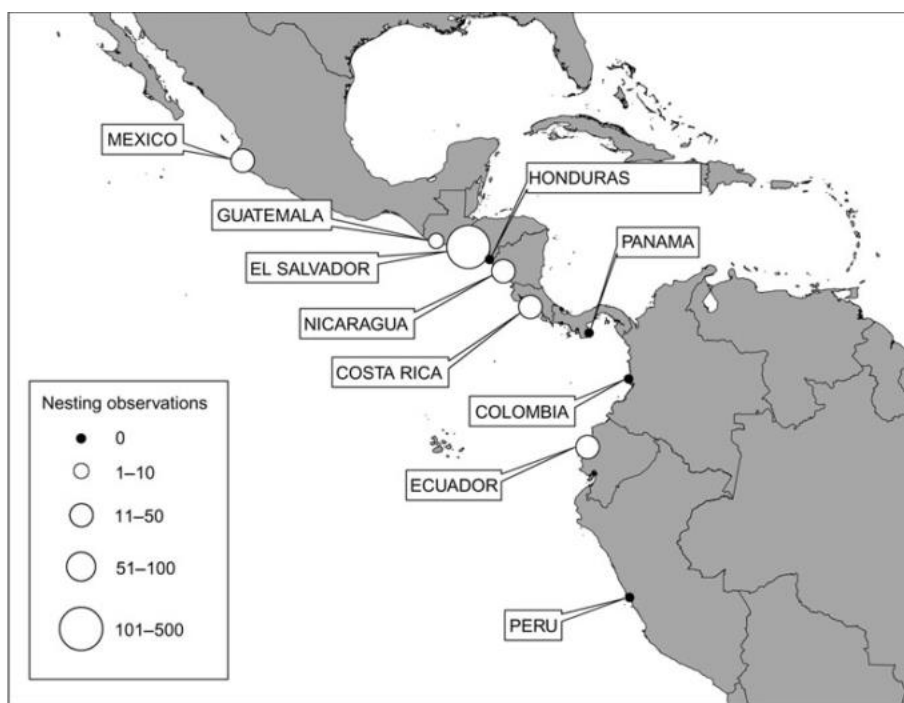 MEXICO
HONDURAS
GUATEMALA
PANAMA
EL SALVADOR
NICARAGUA
COSTA RICA
COLOMBIA
ECUADOR
PERU
Nesting observations
0
1–10
11–50
51–100
101–500